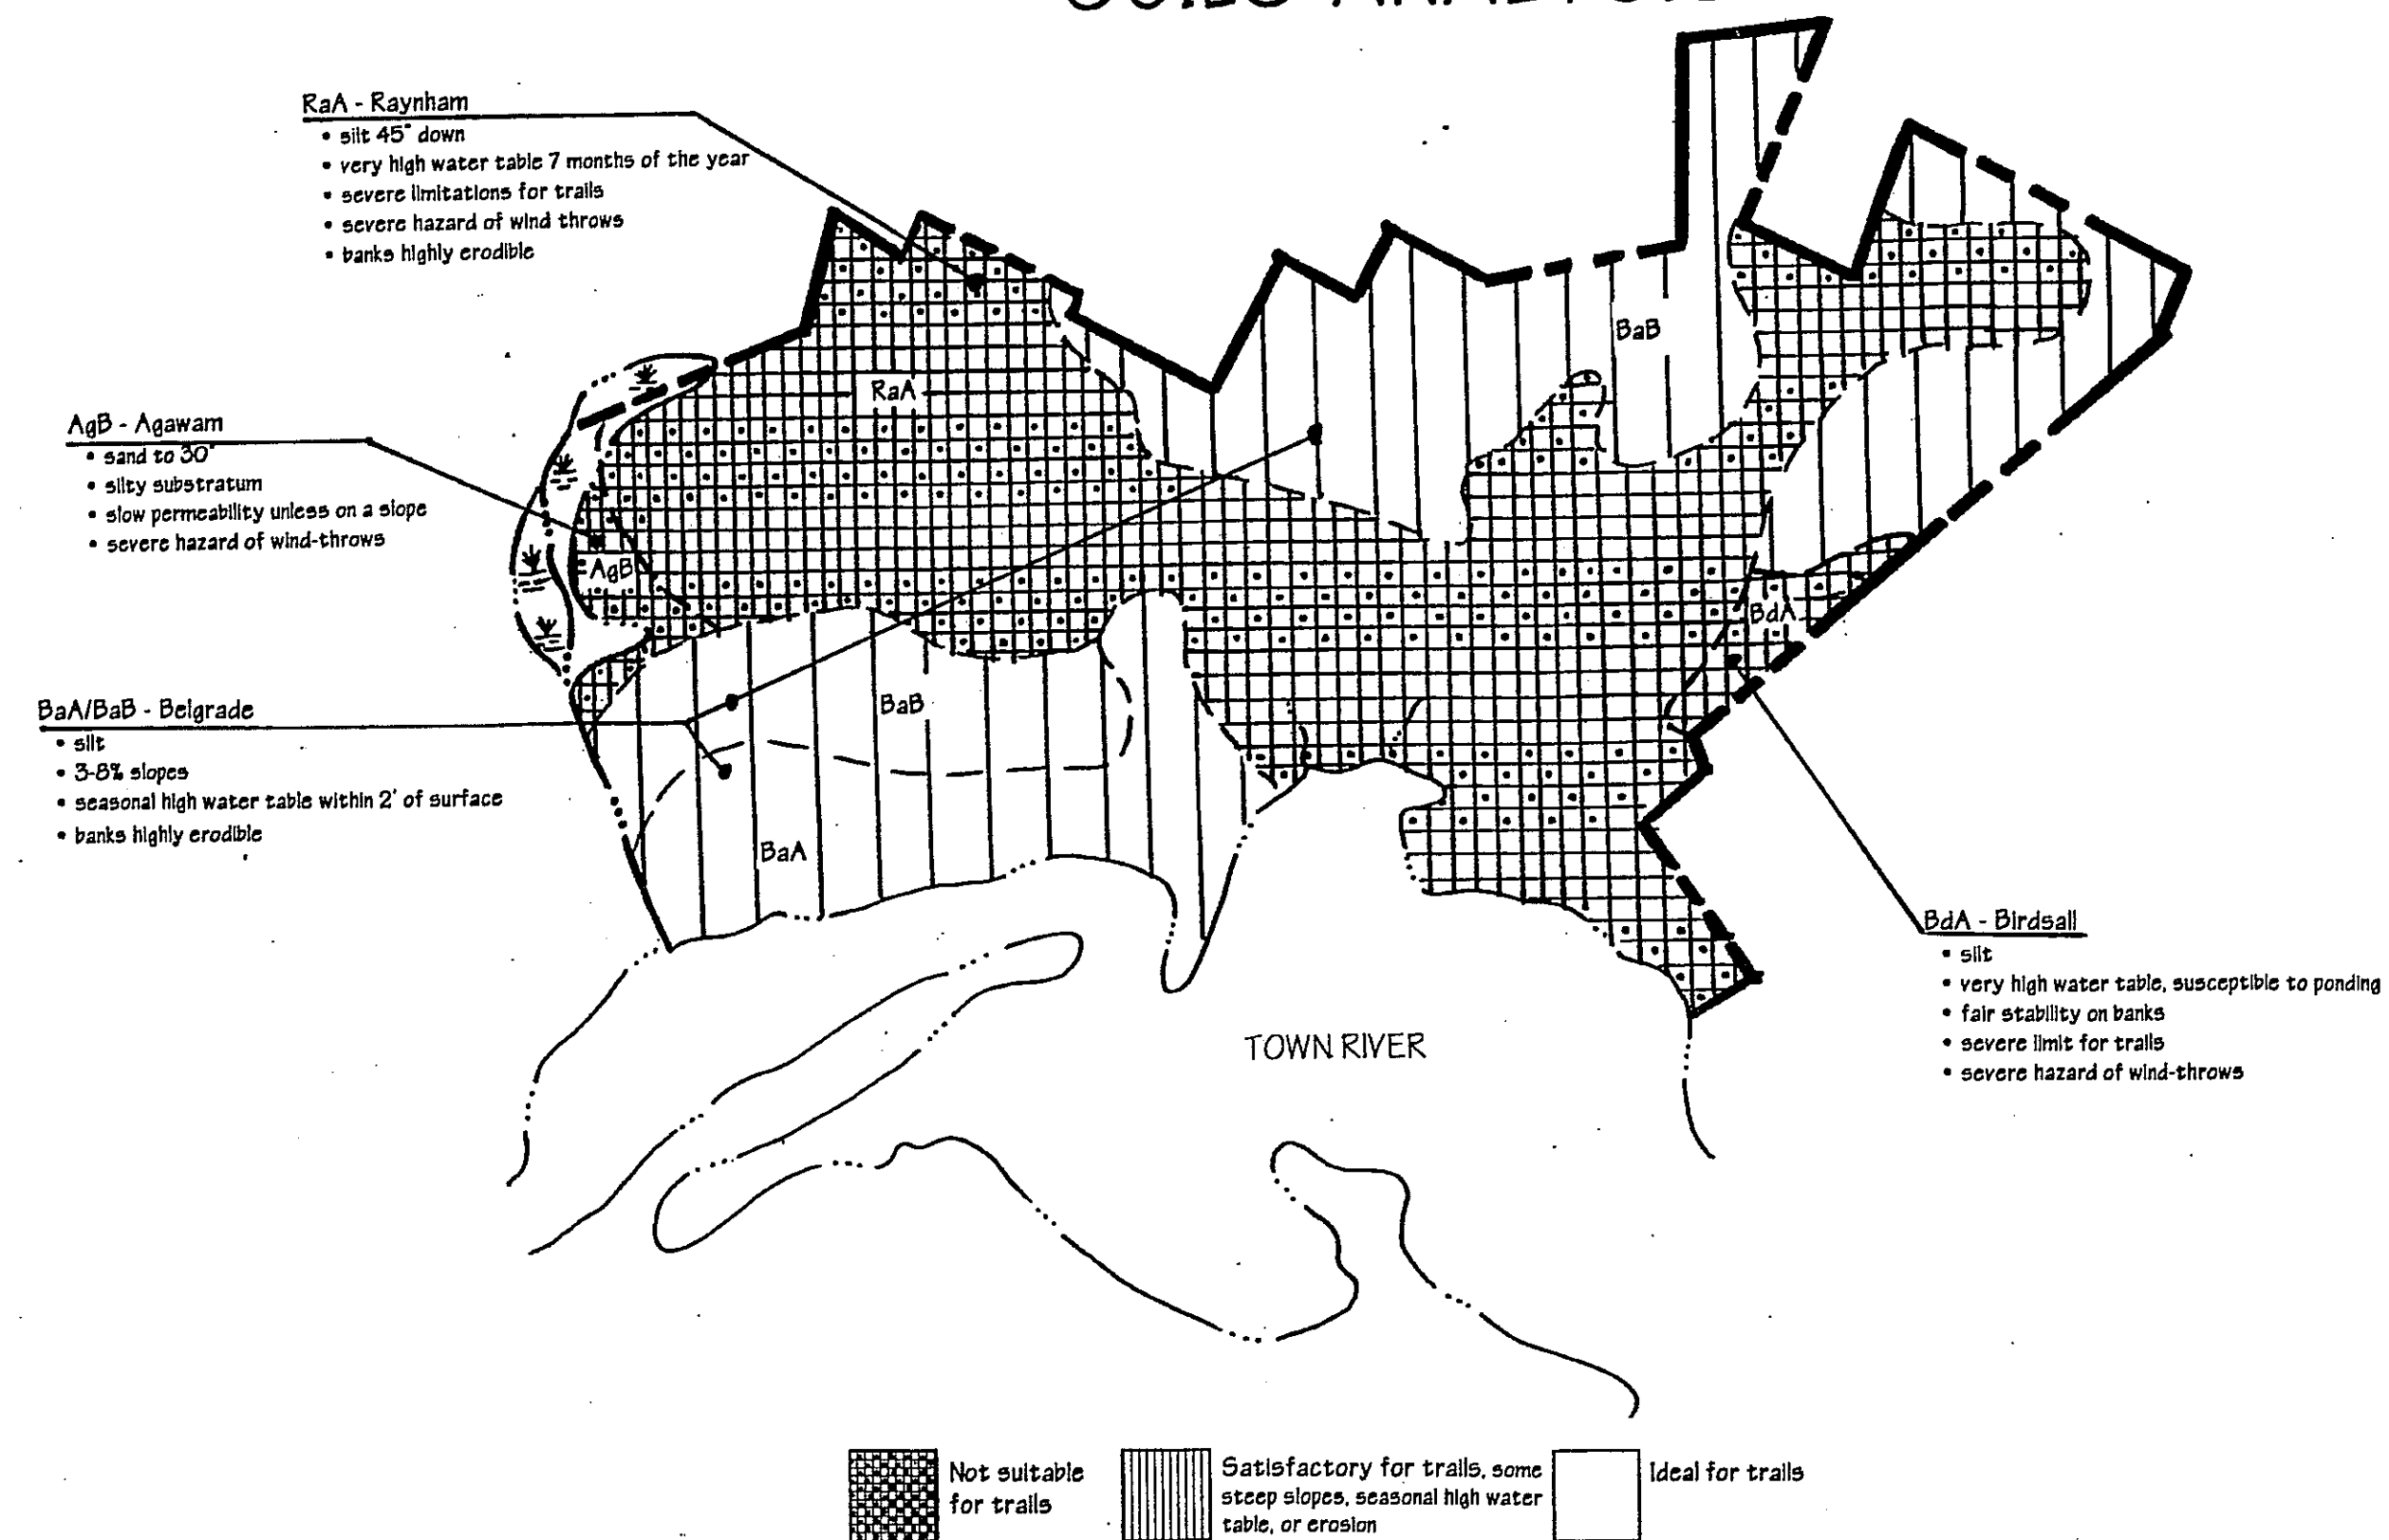 RaA - Raynham
• silt 45" down
• very high water table 7 months of the year
• severe limitations for trails
• severe hazard of wind throws
• banks highly erodible
BaB
RaA
AgB - Agawam
• sand to 30"
• silty substratum
• slow permeability unless on a slope
• severe hazard of wind-throws
AgB
BdA
BaA/BaB - Belgrade
• silt
• 3-8% slopes
• seasonal high water table within 2' of surface
• banks highly erodible
BaB
BaA
BdA - Birdsall
• silt
• very high water table, susceptible to ponding
• fair stability on banks
• severe limit for trails
• severe hazard of wind-throws
TOWN RIVER
Not suitable
for trails
Satisfactory for trails, some
steep slopes, seasonal high water
table, or erosion
Ideal for trails